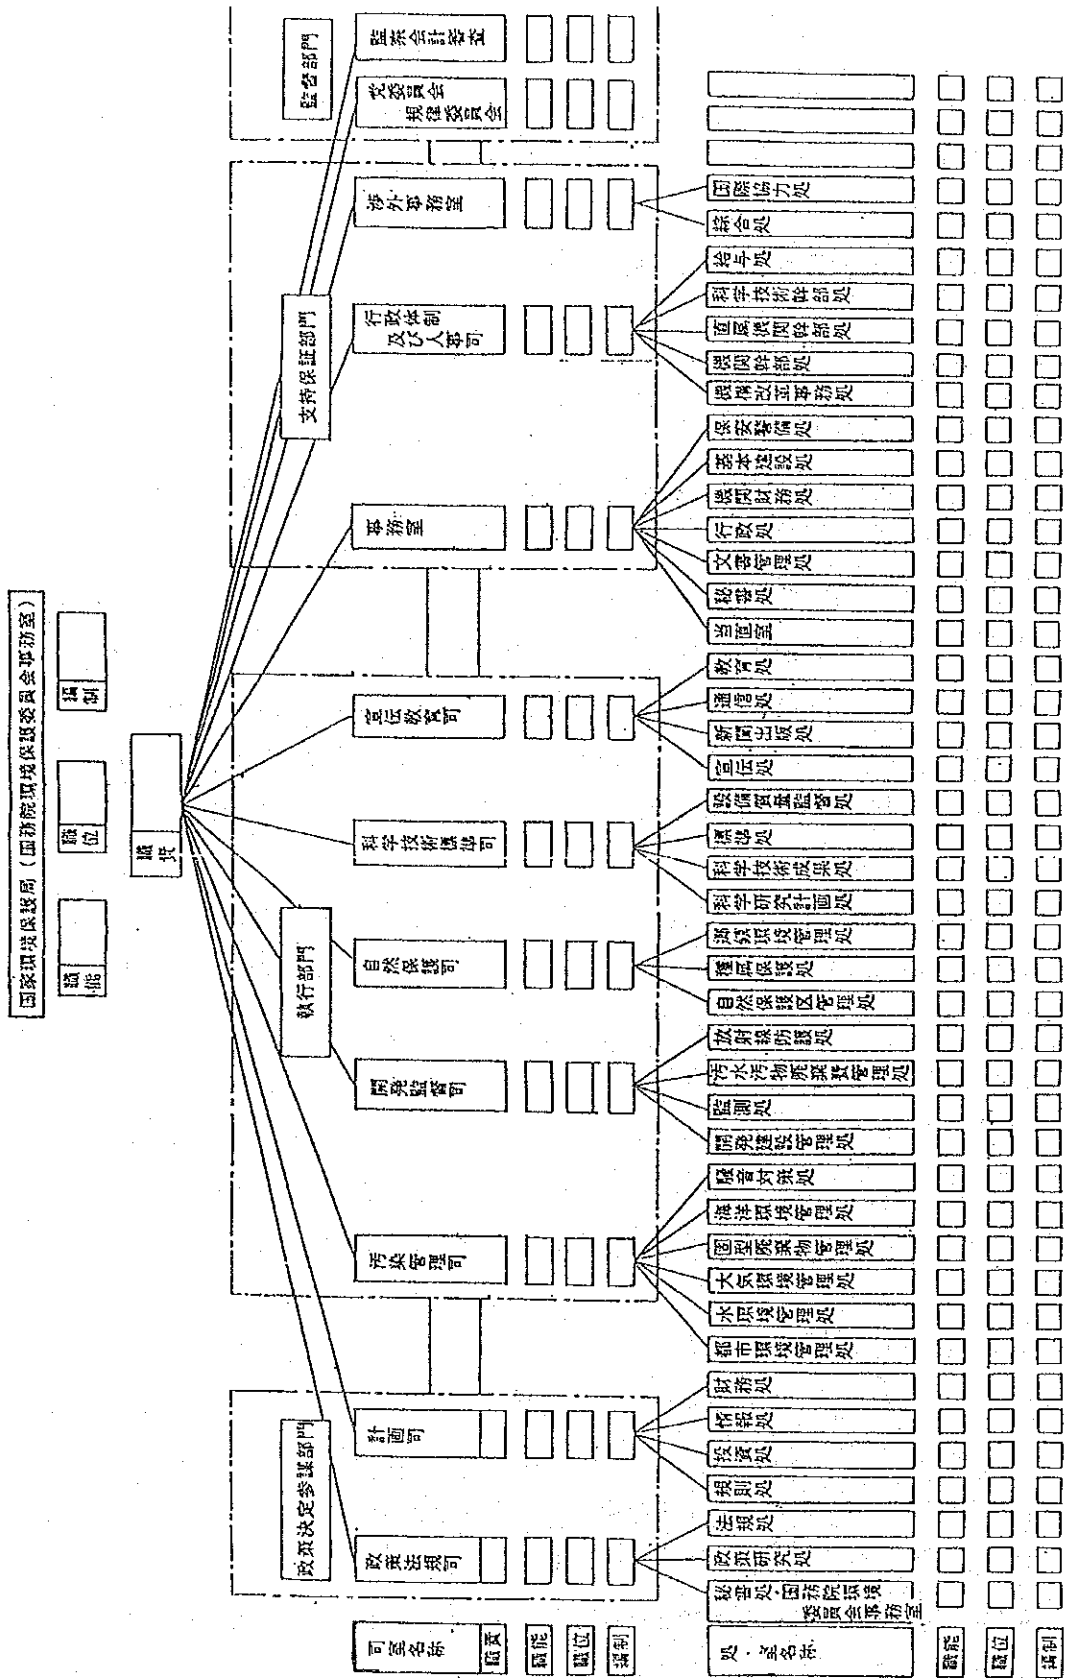 国家環境保護局（国務院環境保護委員会事務室）
職能
職位
編制
職責
政策決定参謀部門
執行部門
支持保証部門
監督部門
司室名称
職責
職能
職位
編制
政策法規司
計画司
汚染管理司
開発監督司
自然保護司
科学技術標準司
宣伝教育司
事務室
行政体制
及び人事司
渉外事務室
党委員会
規律委員会
監察会計審査
処・室名称
職能
職位
編制
秘書処・国務院環境
委員会事務室
政策研究処
法規処
規則処
投資処
情報処
財務処
都市環境管理処
水環境管理処
大気環境管理処
固型廃棄物管理処
海洋環境管理処
騒音対策処
開発建設管理処
監測処
汚水汚物廃棄費管理処
放射線防護処
自然保護区管理処
種属保護処
郷鎮環境管理処
科学研究計画処
科学技術成果処
標準処
設備質量監督処
宣伝処
新聞出版処
通信処
教育処
当直室
秘書処
文書管理処
行政処
機関財務処
基本建設処
保安警備処
機構改革事務処
機関幹部処
直属機関幹部処
科学技術幹部処
給与処
綜合処
国際協力処